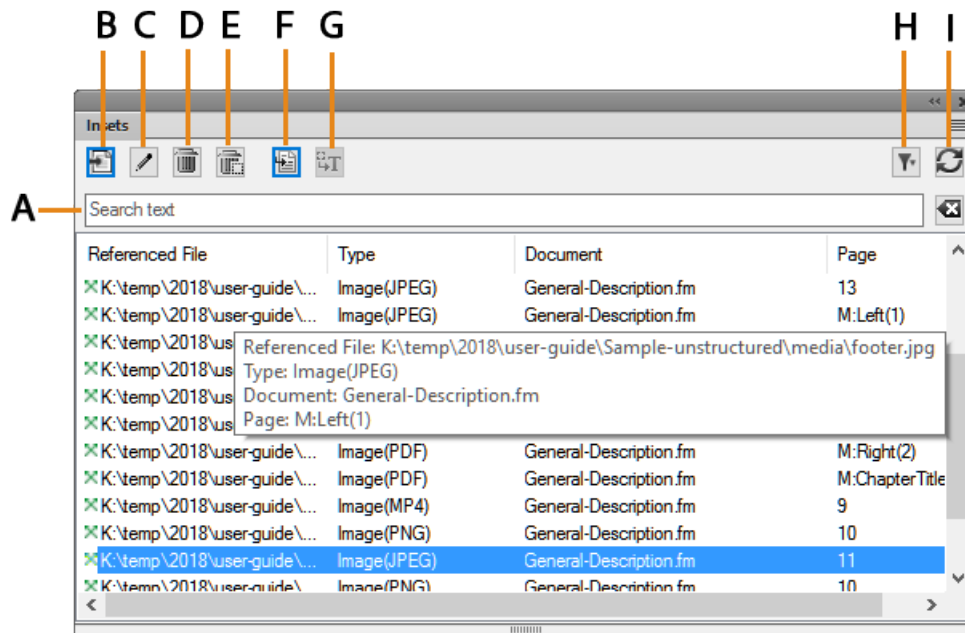 B C D E F G H I
Insets
A Search text
Referenced File Type Document Page
K:\temp\2018\user-guide\... Image(JPEG) General-Description.fm 13
K:\temp\2018\user-guide\... Image(JPEG) General-Description.fm M:Left(1)
K:\temp\2018\us
Referenced File: K:\temp\2018\user-guide\Sample-unstructured\media\footer.jpg
K:\temp\2018\us
Type: Image(JPEG)
K:\temp\2018\us
Document: General-Description.fm
K:\temp\2018\us
Page: M:Left(1)
K:\temp\2018\user-guide\... Image(PDF) General-Description.fm M:Right(2)
K:\temp\2018\user-guide\... Image(PDF) General-Description.fm M:ChapterTitle
K:\temp\2018\user-guide\... Image(MP4) General-Description.fm 9
K:\temp\2018\user-guide\... Image(PNG) General-Description.fm 10
K:\temp\2018\user-guide\... Image(JPEG) General-Description.fm 11
K:\temp\2018\user-guide\... Image(PNG) General-Description.fm 10